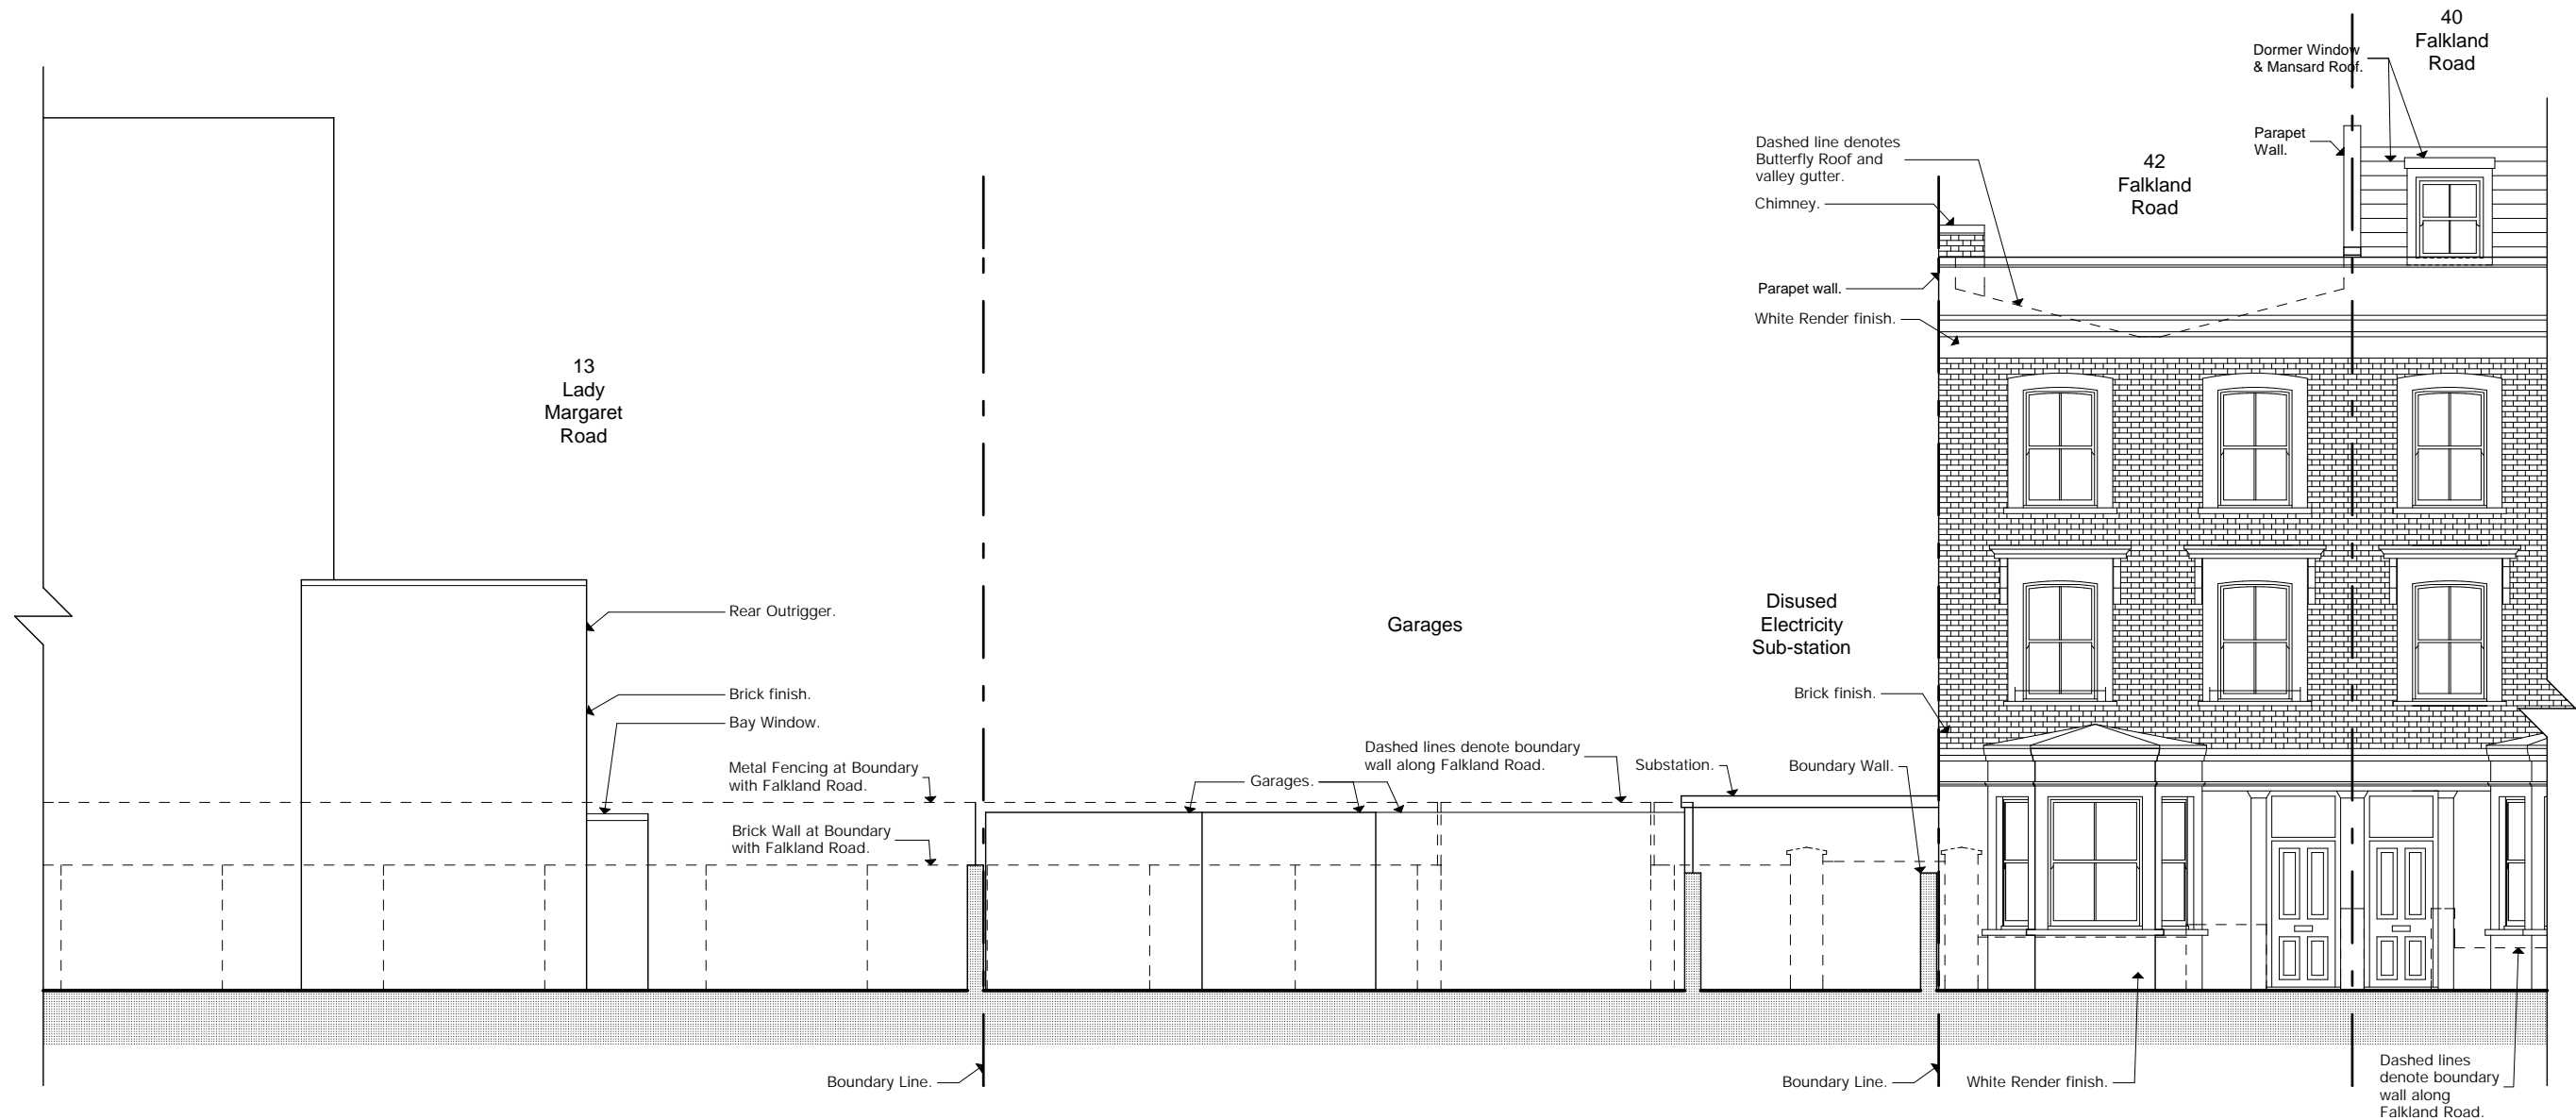 40
Falkland
Road
Dormer Window
& Mansard Roof.
Parapet
Wall.
Dashed line denotes
Butterfly Roof and
valley gutter.
42
Falkland
Road
Chimney.
Parapet wall.
White Render finish.
13
Lady
Margaret
Road
Rear Outrigger.
Garages
Disused
Electricity
Sub-station
Brick finish.
Brick finish.
Bay Window.
Metal Fencing at Boundary
with Falkland Road.
Garages.
Dashed lines denote boundary
wall along Falkland Road.
Substation.
Boundary Wall.
Brick Wall at Boundary
with Falkland Road.
Boundary Line.
Boundary Line.
White Render finish.
Dashed lines
denote boundary
wall along
Falkland Road.